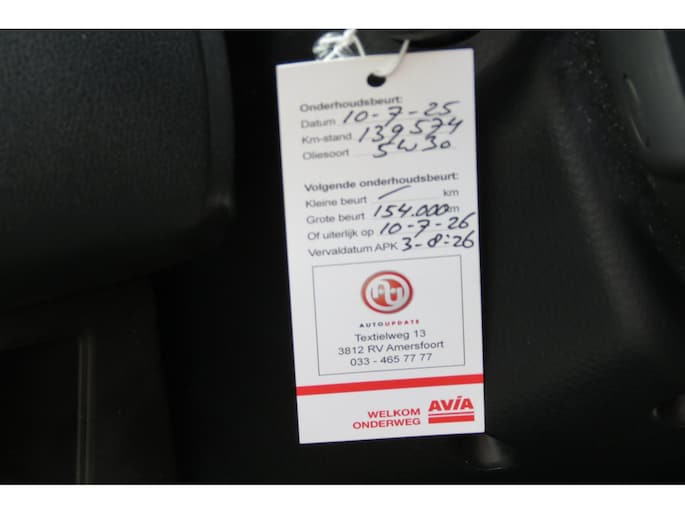 Onderhoudsbeurt:
Datum 10-7-25
Km-stand 139574
Oliesoort 5W30
Volgende onderhoudsbeurt:
Kleine beurt / km
Grote beurt 154.000 km
Of uiterlijk op 10-7-26
Vervaldatum APK 3-8-26
AU
AUTOUPDATE
Textielweg 13
3812 RV Amersfoort
033 - 465 77 77
WELKOM ONDERWEG
AVIA